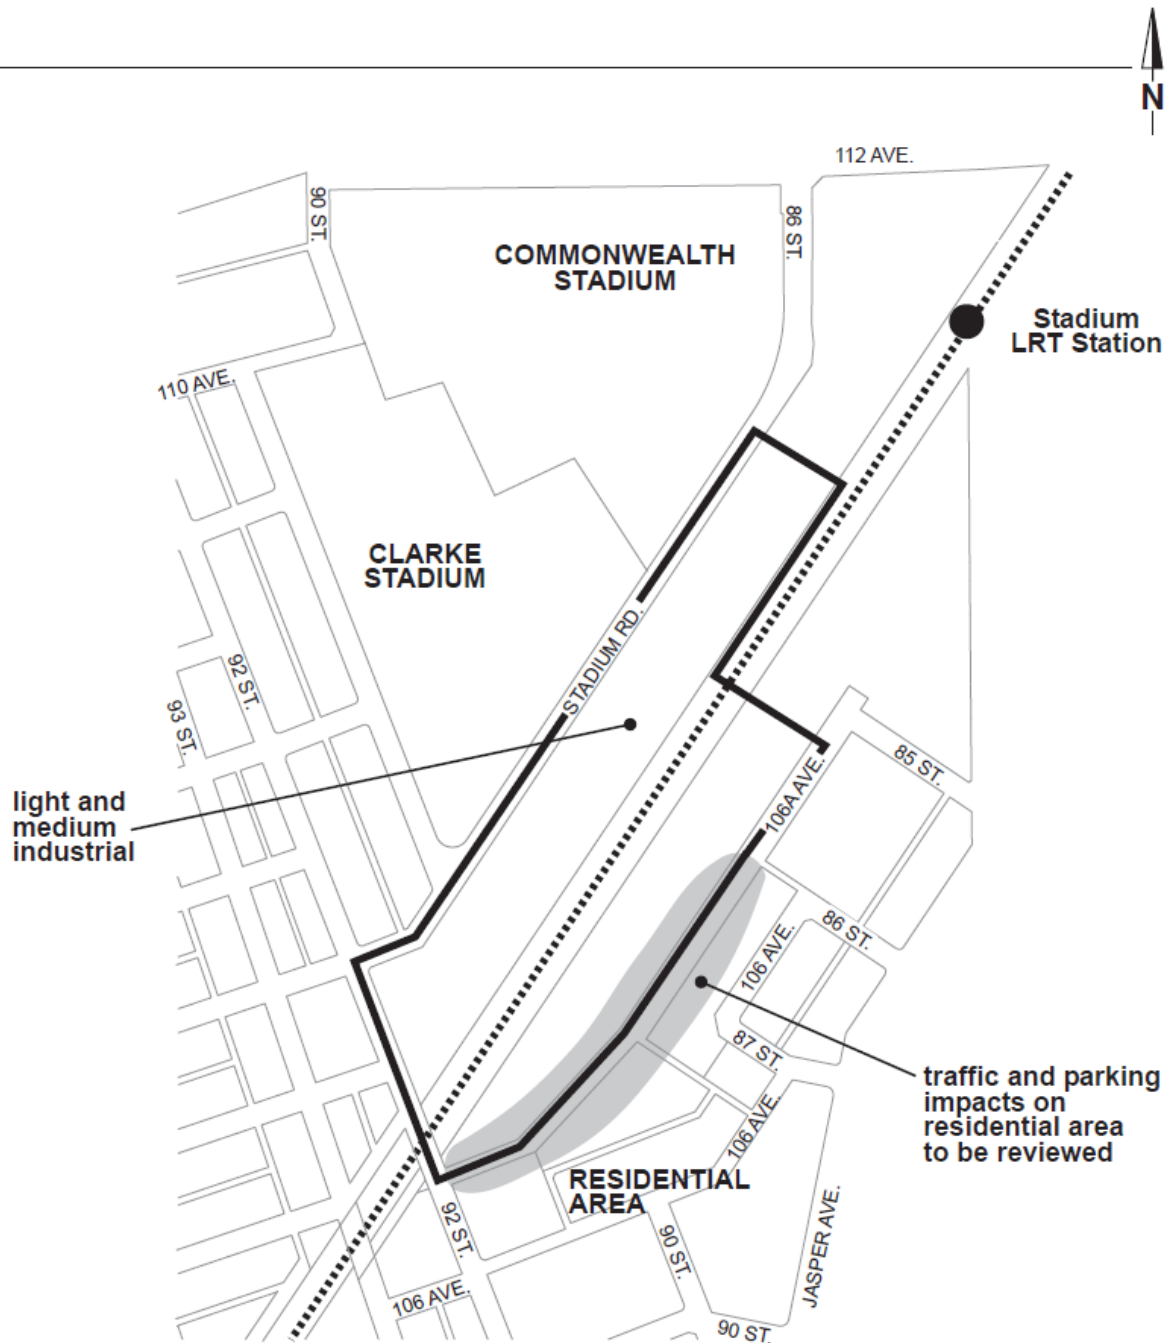 N
112 AVE.
90 ST.
86 ST.
COMMONWEALTH
STADIUM
Stadium
LRT Station
110 AVE.
CLARKE
STADIUM
STADIUM RD.
92 ST.
93 ST.
85 ST.
106A AVE.
light and
medium
industrial
86 ST.
106 AVE.
87 ST.
traffic and parking
impacts on
residential area
to be reviewed
106 AVE.
RESIDENTIAL
AREA
92 ST.
90 ST.
JASPER AVE.
106 AVE.
90 ST.